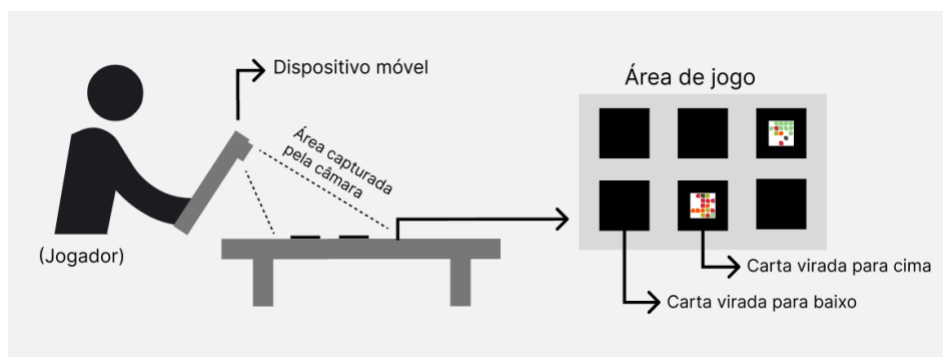 Dispositivo móvel
Área de jogo
Área capturada
pela câmara
(Jogador)
Carta virada para cima
Carta virada para baixo